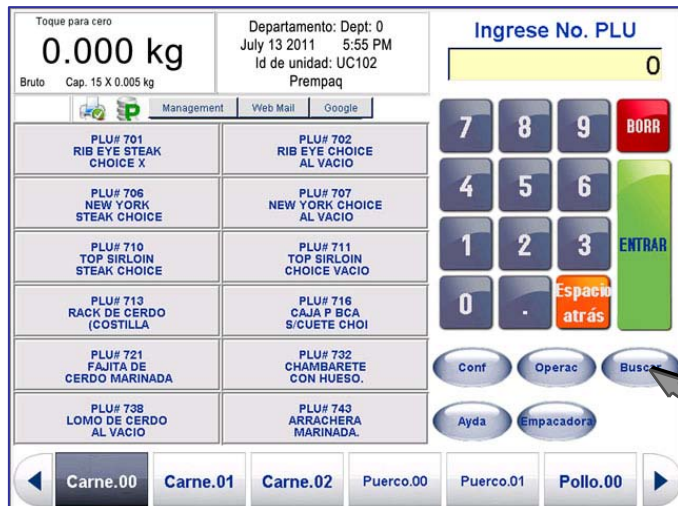 Toque para cero
0.000 kg
Bruto Cap. 15 X 0.005 kg
Departamento: Dept: 0
July 13 2011 5:55 PM
Id de unidad: UC102
Prempaq
Ingrese No. PLU
0
P
Management
Web Mail
Google
PLU# 701
RIB EYE STEAK
CHOICE X
PLU# 702
RIB EYE CHOICE
AL VACIO
PLU# 706
NEW YORK
STEAK CHOICE
PLU# 707
NEW YORK CHOICE
AL VACIO
PLU# 710
TOP SIRLOIN
STEAK CHOICE
PLU# 711
TOP SIRLOIN
CHOICE VACIO
PLU# 713
RACK DE CERDO
(COSTILLA
PLU# 716
CAJA P BCA
S/CUETE CHOI
PLU# 721
FAJITA DE
CERDO MARINADA
PLU# 732
CHAMBARETE
CON HUESO.
PLU# 738
LOMO DE CERDO
AL VACIO
PLU# 743
ARRACHERA
MARINADA.
7 8 9 BORR
4 5 6
1 2 3 ENTRAR
0 . Espacio
atrás
Conf Operac Buscar
Ayda Empacadora
Carne.00 Carne.01 Carne.02 Puerco.00 Puerco.01 Pollo.00